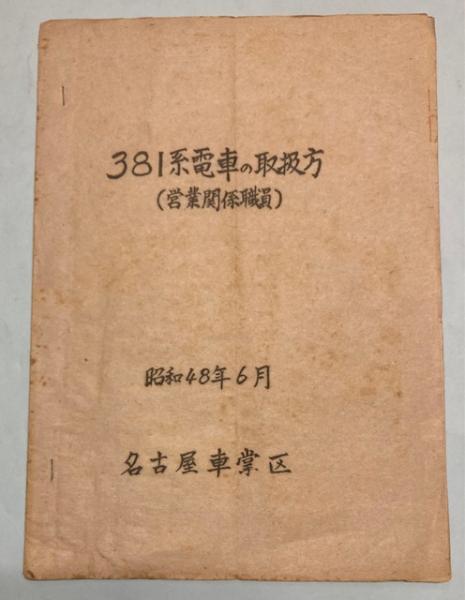 381系電車の取扱方
(営業関係職員)
昭和48年6月
名古屋車掌区